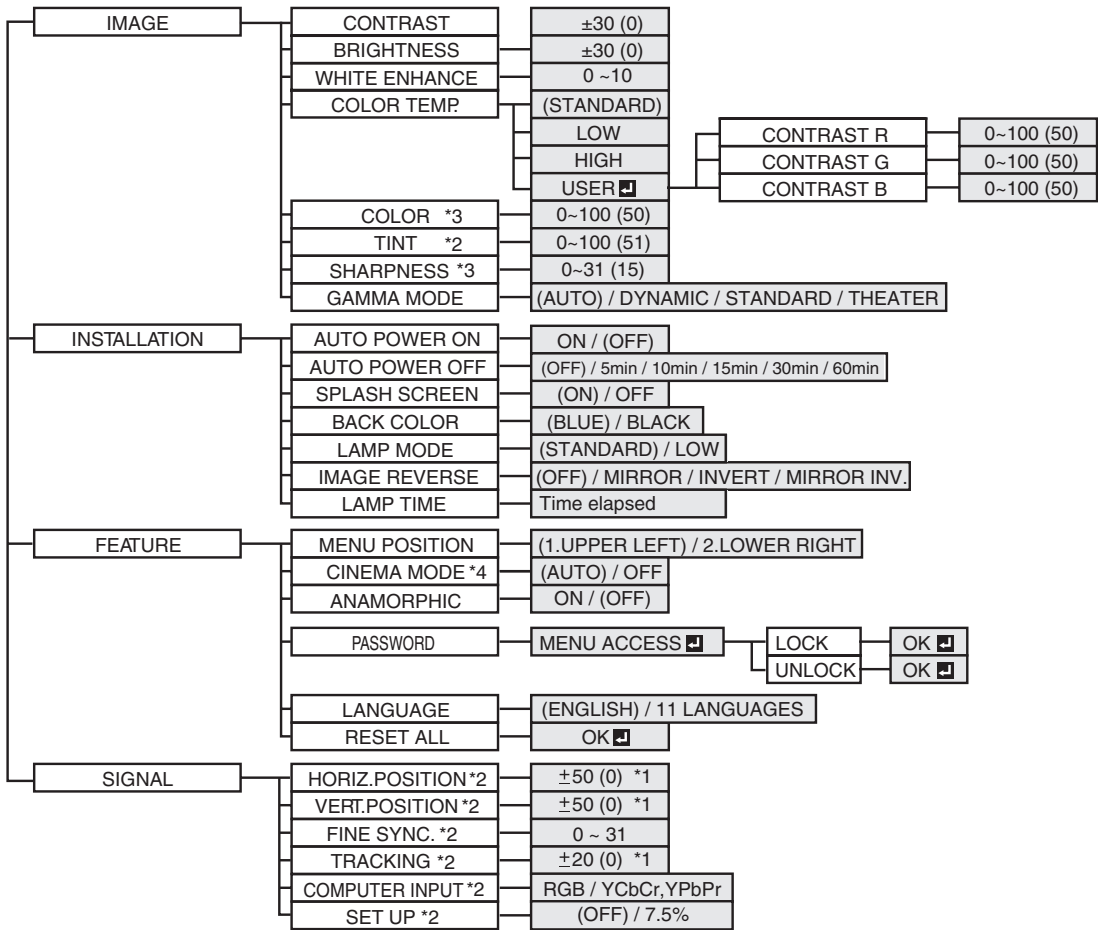 IMAGE CONTRAST ±30 (0)
BRIGHTNESS ±30 (0)
WHITE ENHANCE 0 ~10
COLOR TEMP. (STANDARD)
LOW CONTRAST R 0~100 (50)
HIGH CONTRAST G 0~100 (50)
USER CONTRAST B 0~100 (50)
COLOR *3 0~100 (50)
TINT *2 0~100 (51)
SHARPNESS *3 0~31 (15)
GAMMA MODE (AUTO) / DYNAMIC / STANDARD / THEATER
INSTALLATION AUTO POWER ON ON / (OFF)
AUTO POWER OFF (OFF) / 5min / 10min / 15min / 30min / 60min
SPLASH SCREEN (ON) / OFF
BACK COLOR (BLUE) / BLACK
LAMP MODE (STANDARD) / LOW
IMAGE REVERSE (OFF) / MIRROR / INVERT / MIRROR INV.
LAMP TIME Time elapsed
FEATURE MENU POSITION (1.UPPER LEFT) / 2.LOWER RIGHT
CINEMA MODE *4 (AUTO) / OFF
ANAMORPHIC ON / (OFF)
PASSWORD MENU ACCESS LOCK OK
UNLOCK OK
LANGUAGE (ENGLISH) / 11 LANGUAGES
RESET ALL OK
SIGNAL HORIZ.POSITION *2 ±50 (0) *1
VERT.POSITION *2 ±50 (0) *1
FINE SYNC. *2 0 ~ 31
TRACKING *2 ±20 (0) *1
COMPUTER INPUT *2 RGB / YCbCr,YPbPr
SET UP *2 (OFF) / 7.5%